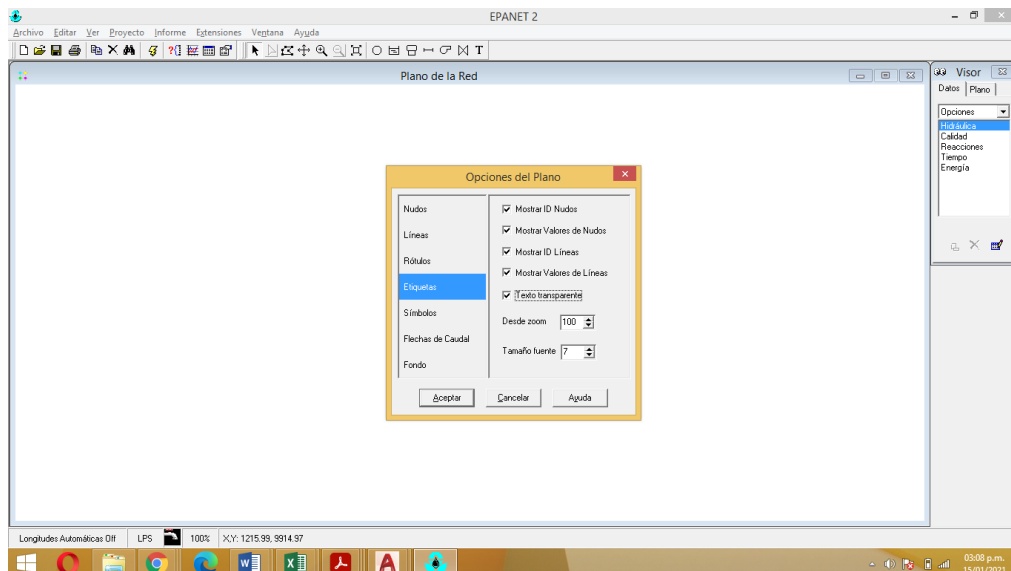 EPANET 2
Archivo Editar Ver Proyecto Informe Extensiones Ventana Ayuda
T
Plano de la Red
Visor
Datos Plano
Opciones
Hidráulica
Calidad
Reacciones
Tiempo
Energía
Opciones del Plano
Nudos
Líneas
Rótulos
Etiquetas
Símbolos
Flechas de Caudal
Fondo
Mostrar ID Nudos
Mostrar Valores de Nudos
Mostrar ID Líneas
Mostrar Valores de Líneas
Texto transparente
Desde zoom 100
Tamaño fuente 7
Aceptar Cancelar Ayuda
Longitudes Automáticas Off LPS 100% X,Y: 1215.99, 9914.97
03:08 p.m.
15/01/2021